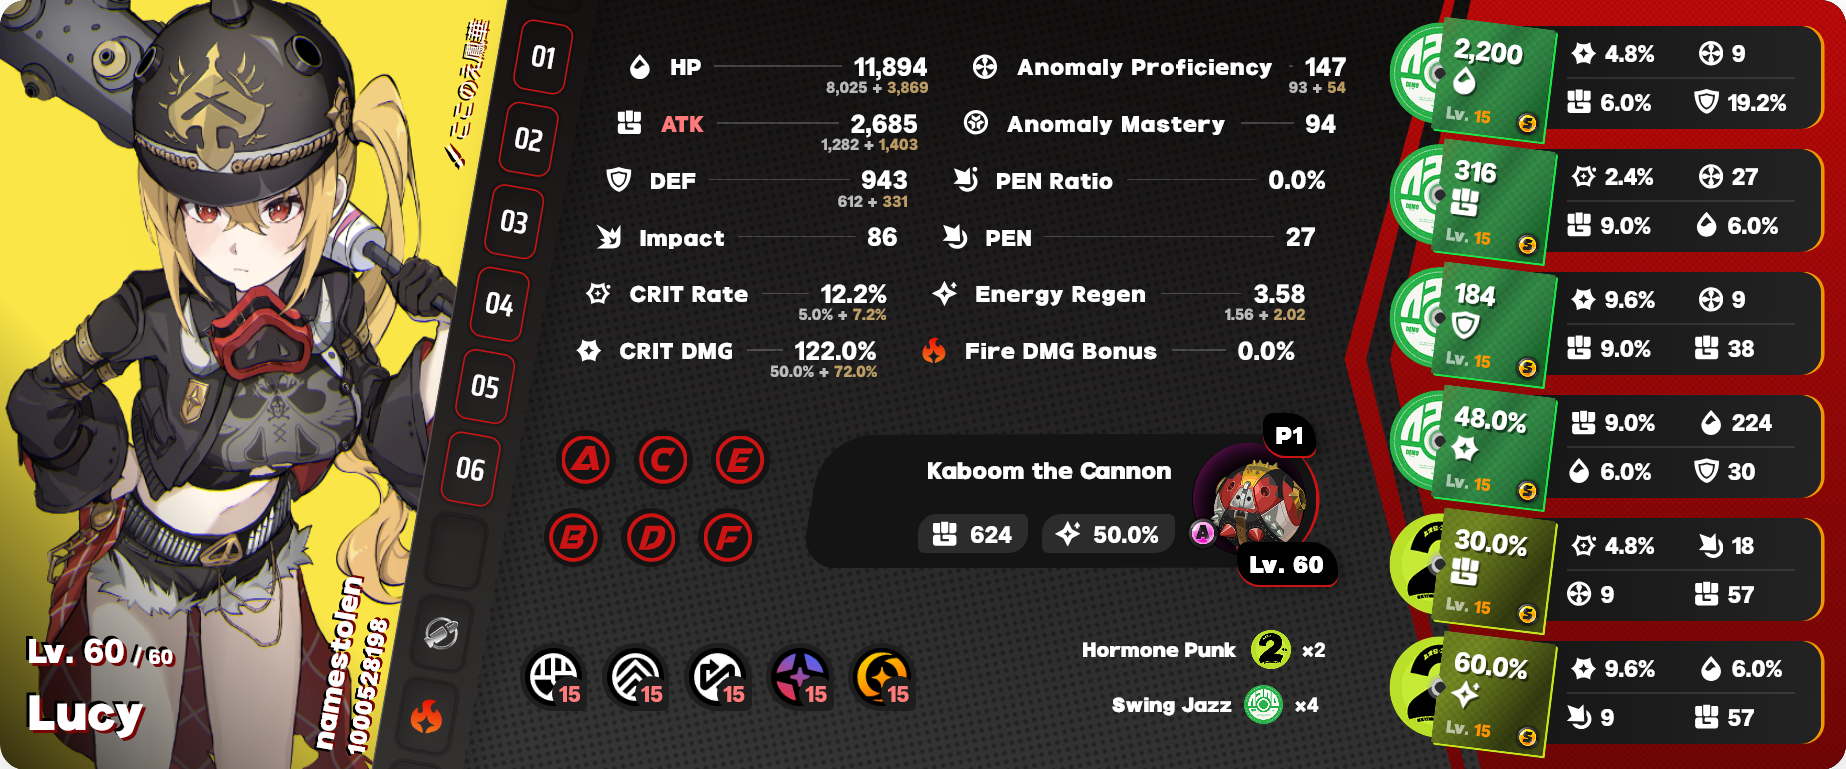 ここのえ鳳華
Lv. 60 / 60
Lucy
namestolen
1000528198
01
02
03
04
05
06
HP 11,894
8,025 + 3,869
ATK 2,685
1,282 + 1,403
DEF 943
612 + 331
Impact 86
CRIT Rate 12.2%
5.0% + 7.2%
CRIT DMG 122.0%
50.0% + 72.0%
Anomaly Proficiency 147
93 + 54
Anomaly Mastery 94
PEN Ratio 0.0%
PEN 27
Energy Regen 3.58
1.56 + 2.02
Fire DMG Bonus 0.0%
A C E
B D F
P1
Kaboom the Cannon
624 50.0%
A
Lv. 60
15 15 15 15 15
Hormone Punk 2 ×2
Swing Jazz ×4
2,200
Lv. 15 S
4.8% 9
6.0% 19.2%
316
Lv. 15 S
2.4% 27
9.0% 6.0%
184
Lv. 15 S
9.6% 9
9.0% 38
48.0%
Lv. 15 S
9.0% 224
6.0% 30
30.0%
Lv. 15 S
4.8% 18
9 57
60.0%
Lv. 15 S
9.6% 6.0%
9 57